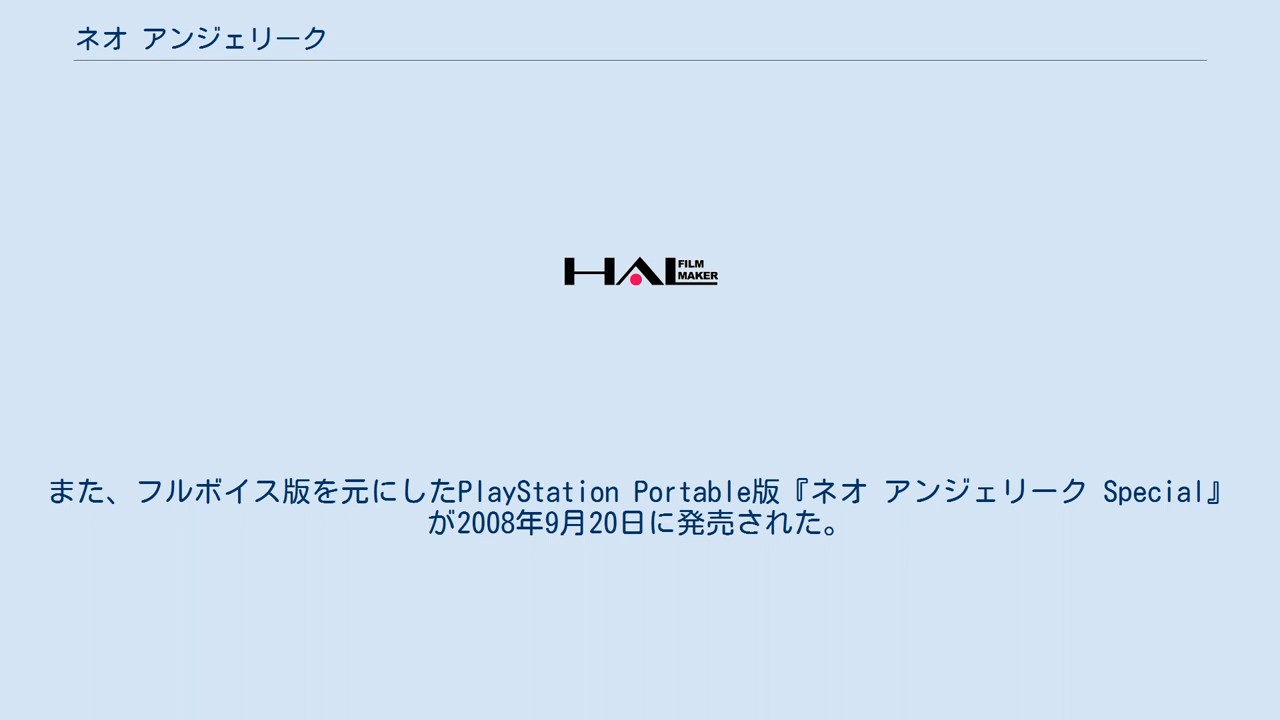 ネオ アンジェリーク
HAL FILM
MAKER
また、フルボイス版を元にしたPlayStation Portable版『ネオ アンジェリーク Special』
が2008年9月20日に発売された。